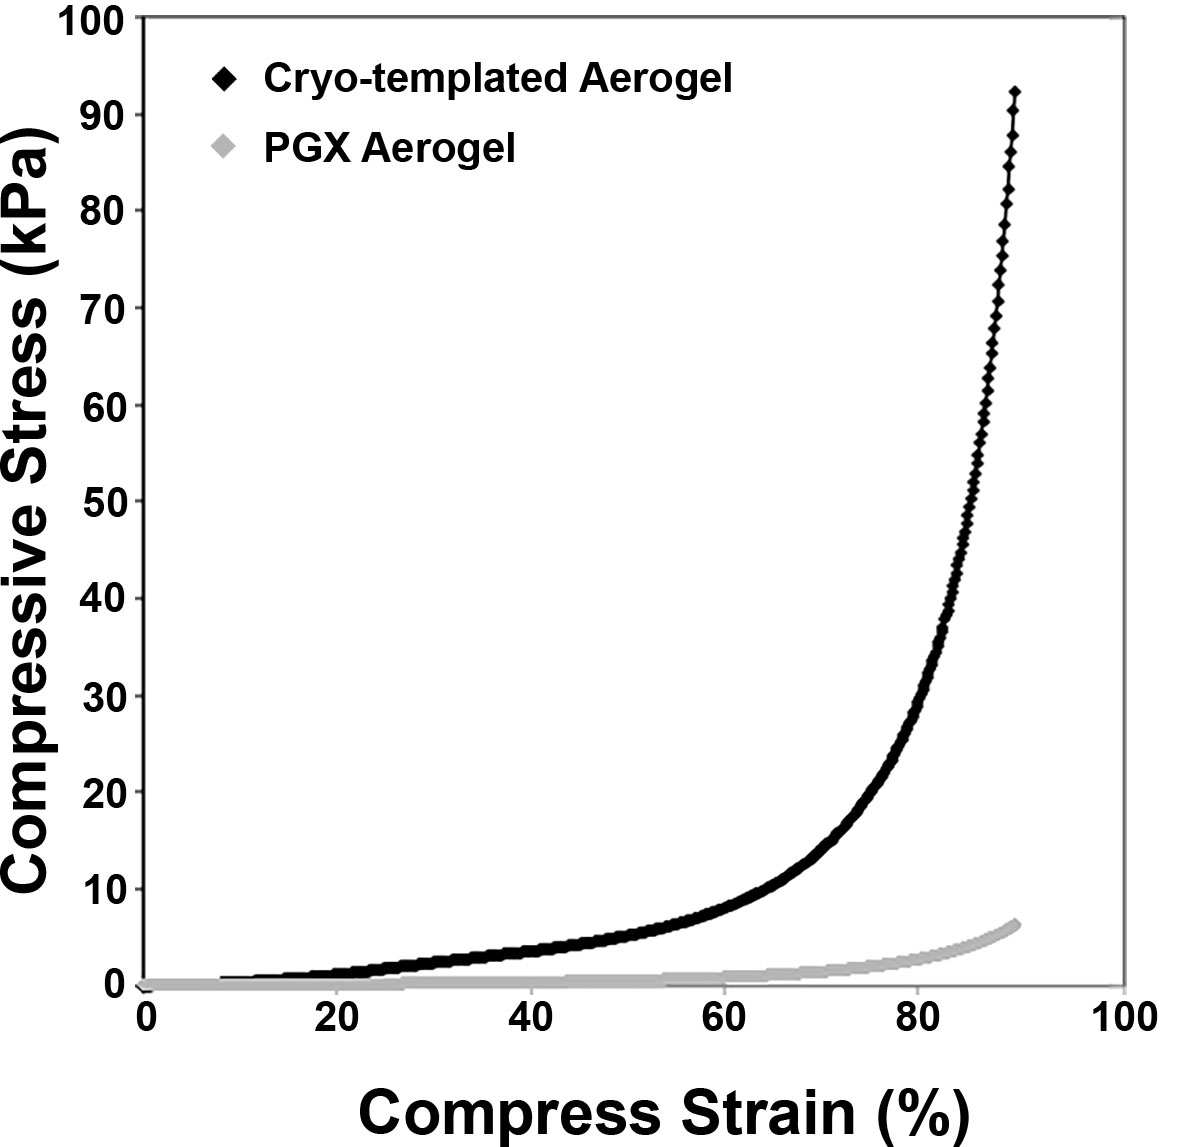 100
90
80
70
60
50
40
30
20
10
0
Compressive Stress (kPa)
Cryo-templated Aerogel
PGX Aerogel
0 20 40 60 80 100
Compress Strain (%)